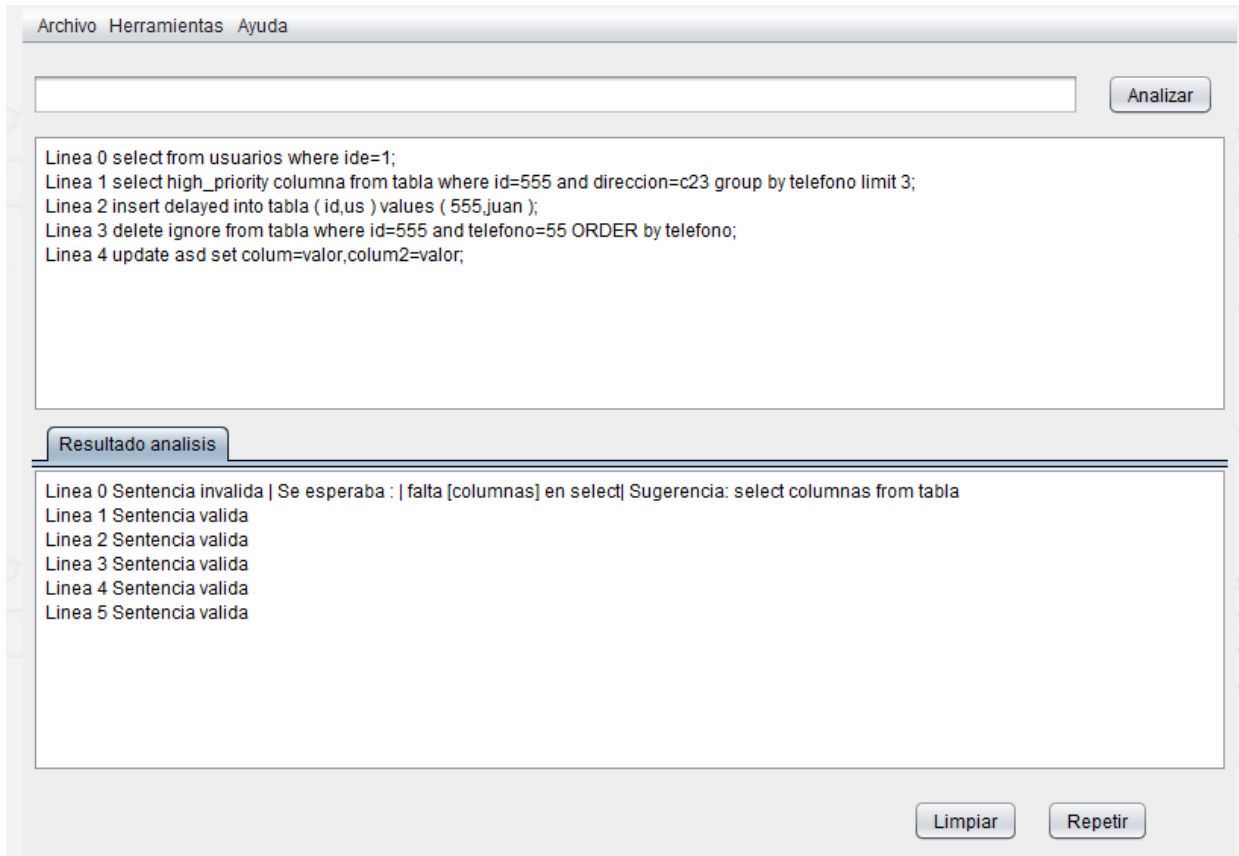 Archivo Herramientas Ayuda
Analizar
Linea 0 select from usuarios where ide=1;
Linea 1 select high_priority columna from tabla where id=555 and direccion=c23 group by telefono limit 3;
Linea 2 insert delayed into tabla ( id,us ) values ( 555,juan );
Linea 3 delete ignore from tabla where id=555 and telefono=55 ORDER by telefono;
Linea 4 update asd set colum=valor,colum2=valor;
Resultado analisis
Linea 0 Sentencia invalida | Se esperaba : | falta [columnas] en select| Sugerencia: select columnas from tabla
Linea 1 Sentencia valida
Linea 2 Sentencia valida
Linea 3 Sentencia valida
Linea 4 Sentencia valida
Linea 5 Sentencia valida
Limpiar Repetir